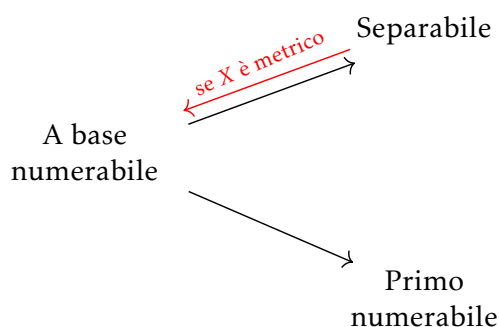 Separabile
se X è metrico
A base
numerabile
Primo
numerabile